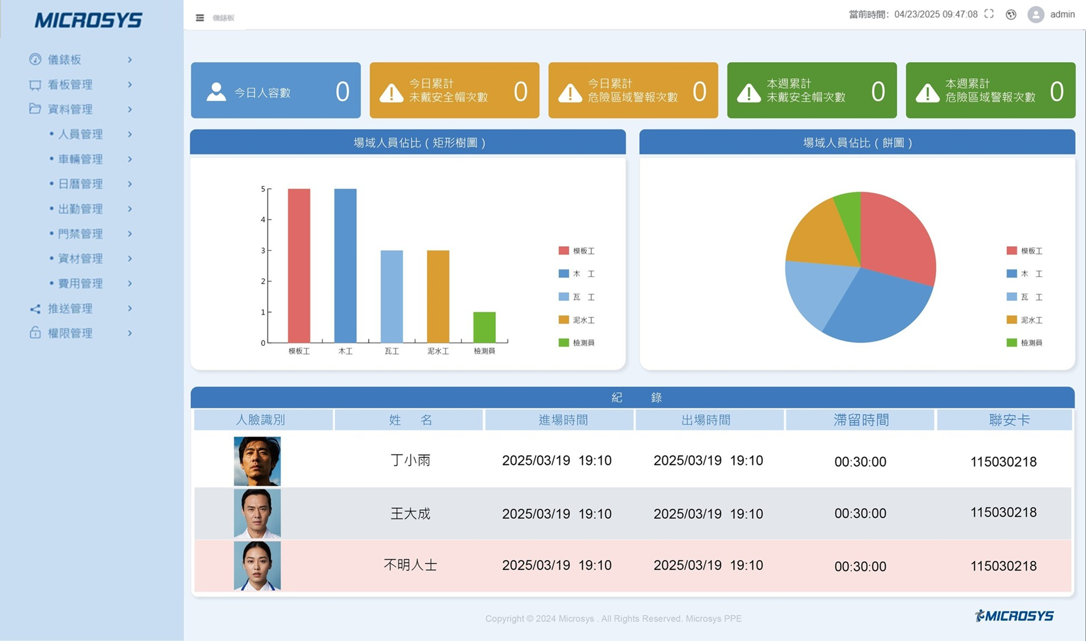 MICROSYS
儀錶板
當前時間: 04/23/2025 09:47:08
admin
儀錶板
看板管理
資料管理
• 人員管理
• 車輛管理
• 日曆管理
• 出勤管理
• 門禁管理
• 資材管理
• 費用管理
推送管理
權限管理
今日人容數 0
今日累計
未戴安全帽次數 0
今日累計
危險區域警報次數 0
本週累計
未戴安全帽次數 0
本週累計
危險區域警報次數 0
場域人員佔比 ( 矩形樹圖 )
5
4
3
2
1
0
模板工 木工 瓦工 泥水工 檢測員
模板工
木 工
瓦 工
泥水工
檢測員
場域人員佔比 ( 餅圖 )
模板工
木 工
瓦 工
泥水工
檢測員
紀 錄
人臉識別 姓 名 進場時間 出場時間 滯留時間 聯安卡
丁小雨 2025/03/19 19:10 2025/03/19 19:10 00:30:00 115030218
王大成 2025/03/19 19:10 2025/03/19 19:10 00:30:00 115030218
不明人士 2025/03/19 19:10 2025/03/19 19:10 00:30:00 115030218
Copyright © 2024 Microsys . All Rights Reserved. Microsys PPE
MICROSYS